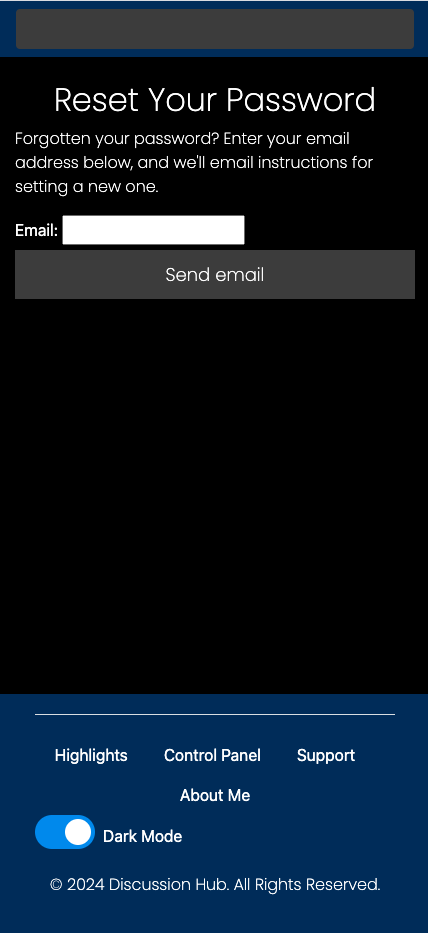 Reset Your Password
Forgotten your password? Enter your email
address below, and we'll email instructions for
setting a new one.
Email:
Send email
Highlights Control Panel Support
About Me
Dark Mode
© 2024 Discussion Hub. All Rights Reserved.